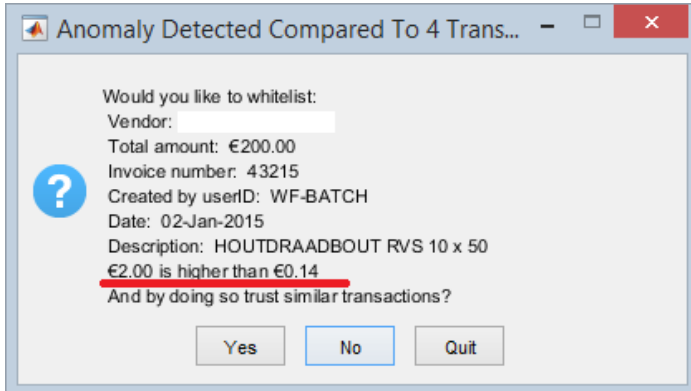 Anomaly Detected Compared To 4 Trans...
Would you like to whitelist:
Vendor:
Total amount: €200.00
Invoice number: 43215
Created by userID: WF-BATCH
Date: 02-Jan-2015
Description: HOUTDRAADBOUT RVS 10 x 50
€2.00 is higher than €0.14
And by doing so trust similar transactions?
Yes No Quit